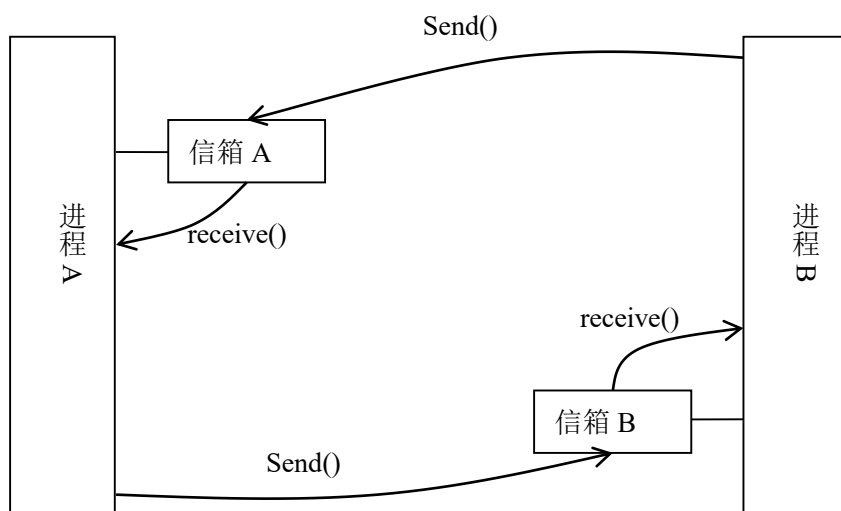 Send()
信箱 A
receive()
进程 A
进程 B
receive()
信箱 B
Send()